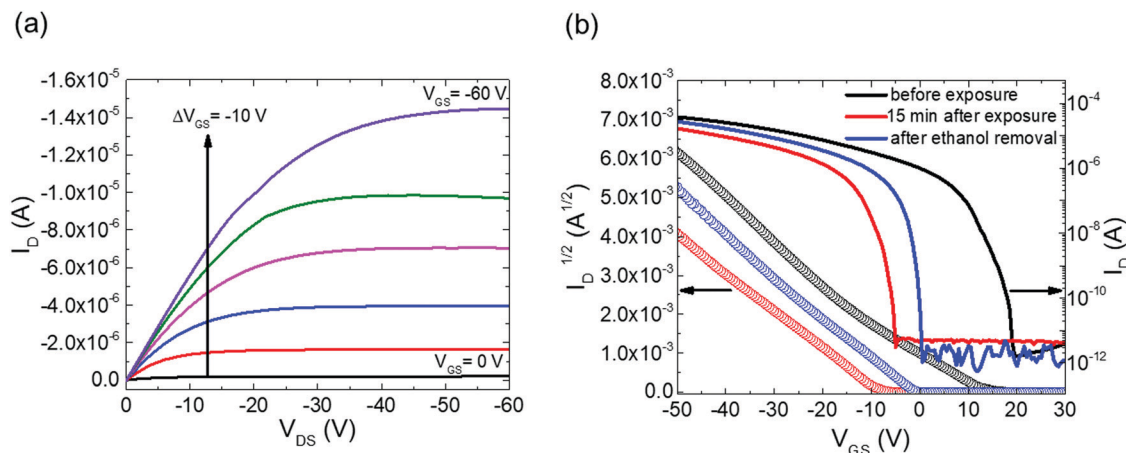 (a)
-1.6x10⁻⁵
-1.4x10⁻⁵
-1.2x10⁻⁵
-1.0x10⁻⁵
-8.0x10⁻⁶
-6.0x10⁻⁶
-4.0x10⁻⁶
-2.0x10⁻⁶
0.0
I_D (A)
V_GS = -60 V
ΔV_GS= -10 V
V_GS= 0 V
0 -10 -20 -30 -40 -50 -60
V_DS (V)
(b)
8.0x10⁻³
7.0x10⁻³
6.0x10⁻³
5.0x10⁻³
4.0x10⁻³
3.0x10⁻³
2.0x10⁻³
1.0x10⁻³
0.0
I_D^1/2 (A^1/2)
before exposure
15 min after exposure
after ethanol removal
10⁻⁴
10⁻⁶
10⁻⁸
10⁻¹⁰
10⁻¹²
I_D (A)
-50 -40 -30 -20 -10 0 10 20 30
V_GS (V)